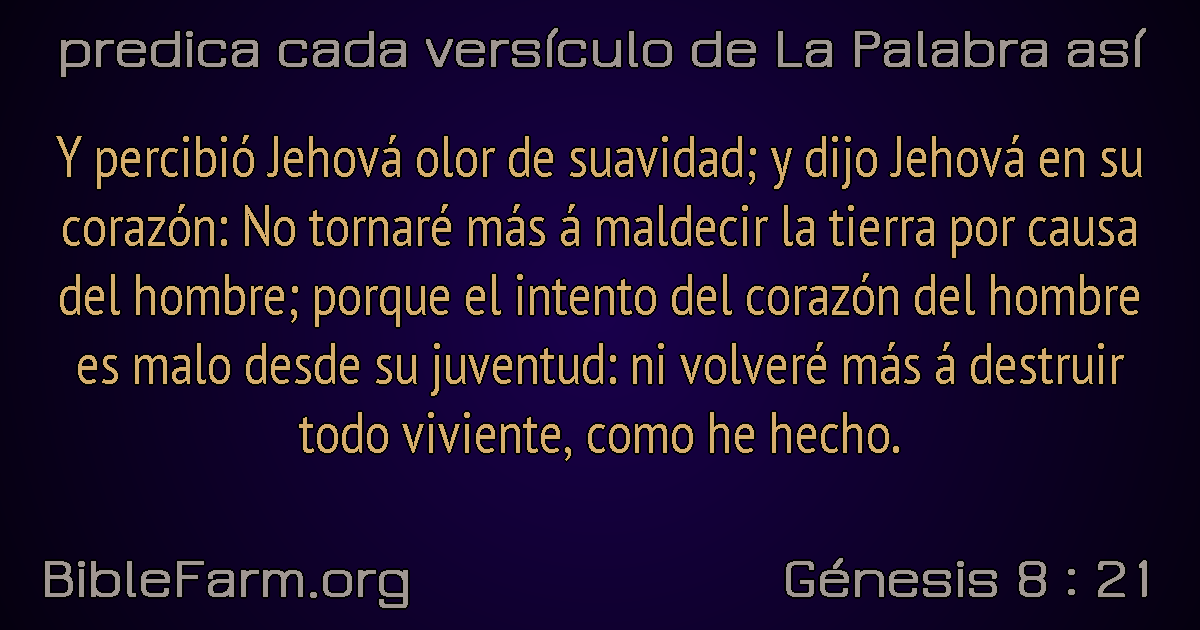 predica cada versículo de La Palabra así
Y percibió Jehová olor de suavidad; y dijo Jehová en su
corazón: No tornaré más á maldecir la tierra por causa
del hombre; porque el intento del corazón del hombre
es malo desde su juventud: ni volveré más á destruir
todo viviente, como he hecho.
BibleFarm.org
Génesis 8 : 21